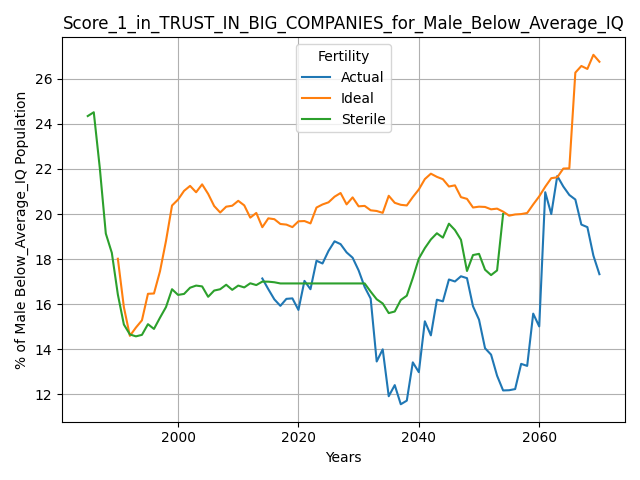 Score_1_in_TRUST_IN_BIG_COMPANIES_for_Male_Below_Average_IQ
Fertility
Actual
Ideal
Sterile
% of Male Below_Average_IQ Population
26
24
22
20
18
16
14
12
2000
2020
2040
2060
Years